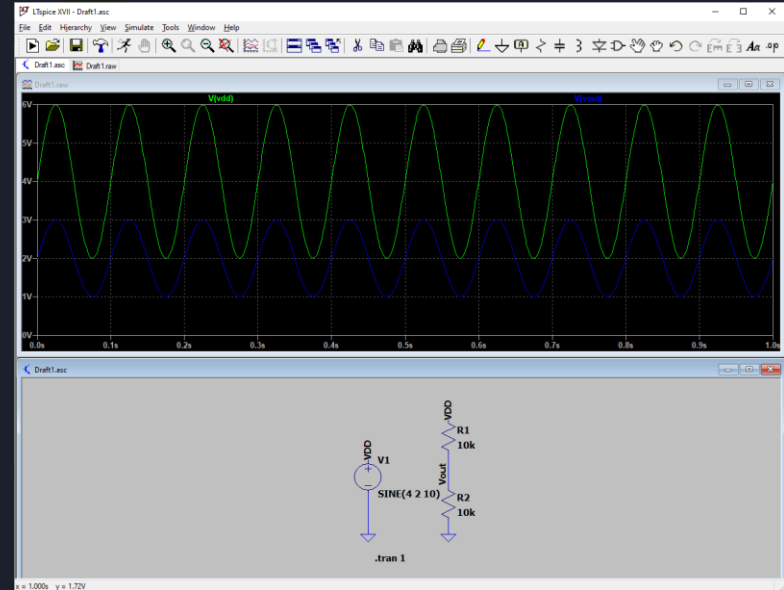 LTspice XVII - Draft1.asc
File Edit Hierarchy View Simulate Tools Window Help
Draft1.asc Draft1.raw
Draft1.raw
V(vdd) V(vout)
6V
5V
4V
3V
2V
1V
0V
0.0s 0.1s 0.2s 0.3s 0.4s 0.5s 0.6s 0.7s 0.8s 0.9s 1.0s
Draft1.asc
VDD
R1
10k
VDD
V1
Vout
SINE(4 2 10)
R2
10k
.tran 1
x = 1.000s y = 1.72V